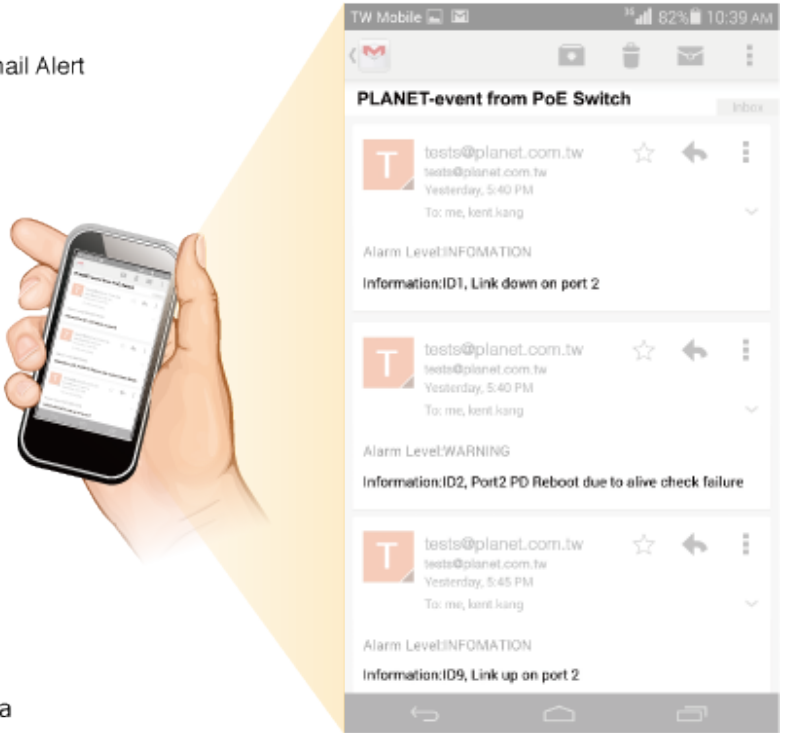 TW Mobile 3G 82% 10:39 AM
ail Alert
PLANET-event from PoE Switch
Inbox
T
tests@planet.com.tw
tests@planet.com.tw
Yesterday, 5:40 PM
To: me, kent.kang
Alarm Level:INFOMATION
Information:ID1, Link down on port 2
T
tests@planet.com.tw
tests@planet.com.tw
Yesterday, 5:40 PM
To: me, kent.kang
Alarm Level:WARNING
Information:ID2, Port2 PD Reboot due to alive check failure
T
tests@planet.com.tw
tests@planet.com.tw
Yesterday, 5:45 PM
To: me, kent.kang
Alarm Level:INFOMATION
Information:ID9, Link up on port 2
a